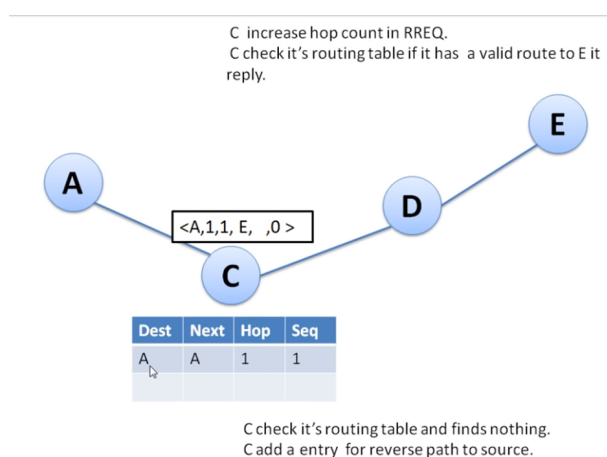 C increase hop count in RREQ.
C check it's routing table if it has a valid route to E it
reply.
E
A
D
<A,1,1, E, ,0 >
C
Dest Next Hop Seq
A A 1 1
C check it's routing table and finds nothing.
C add a entry for reverse path to source.